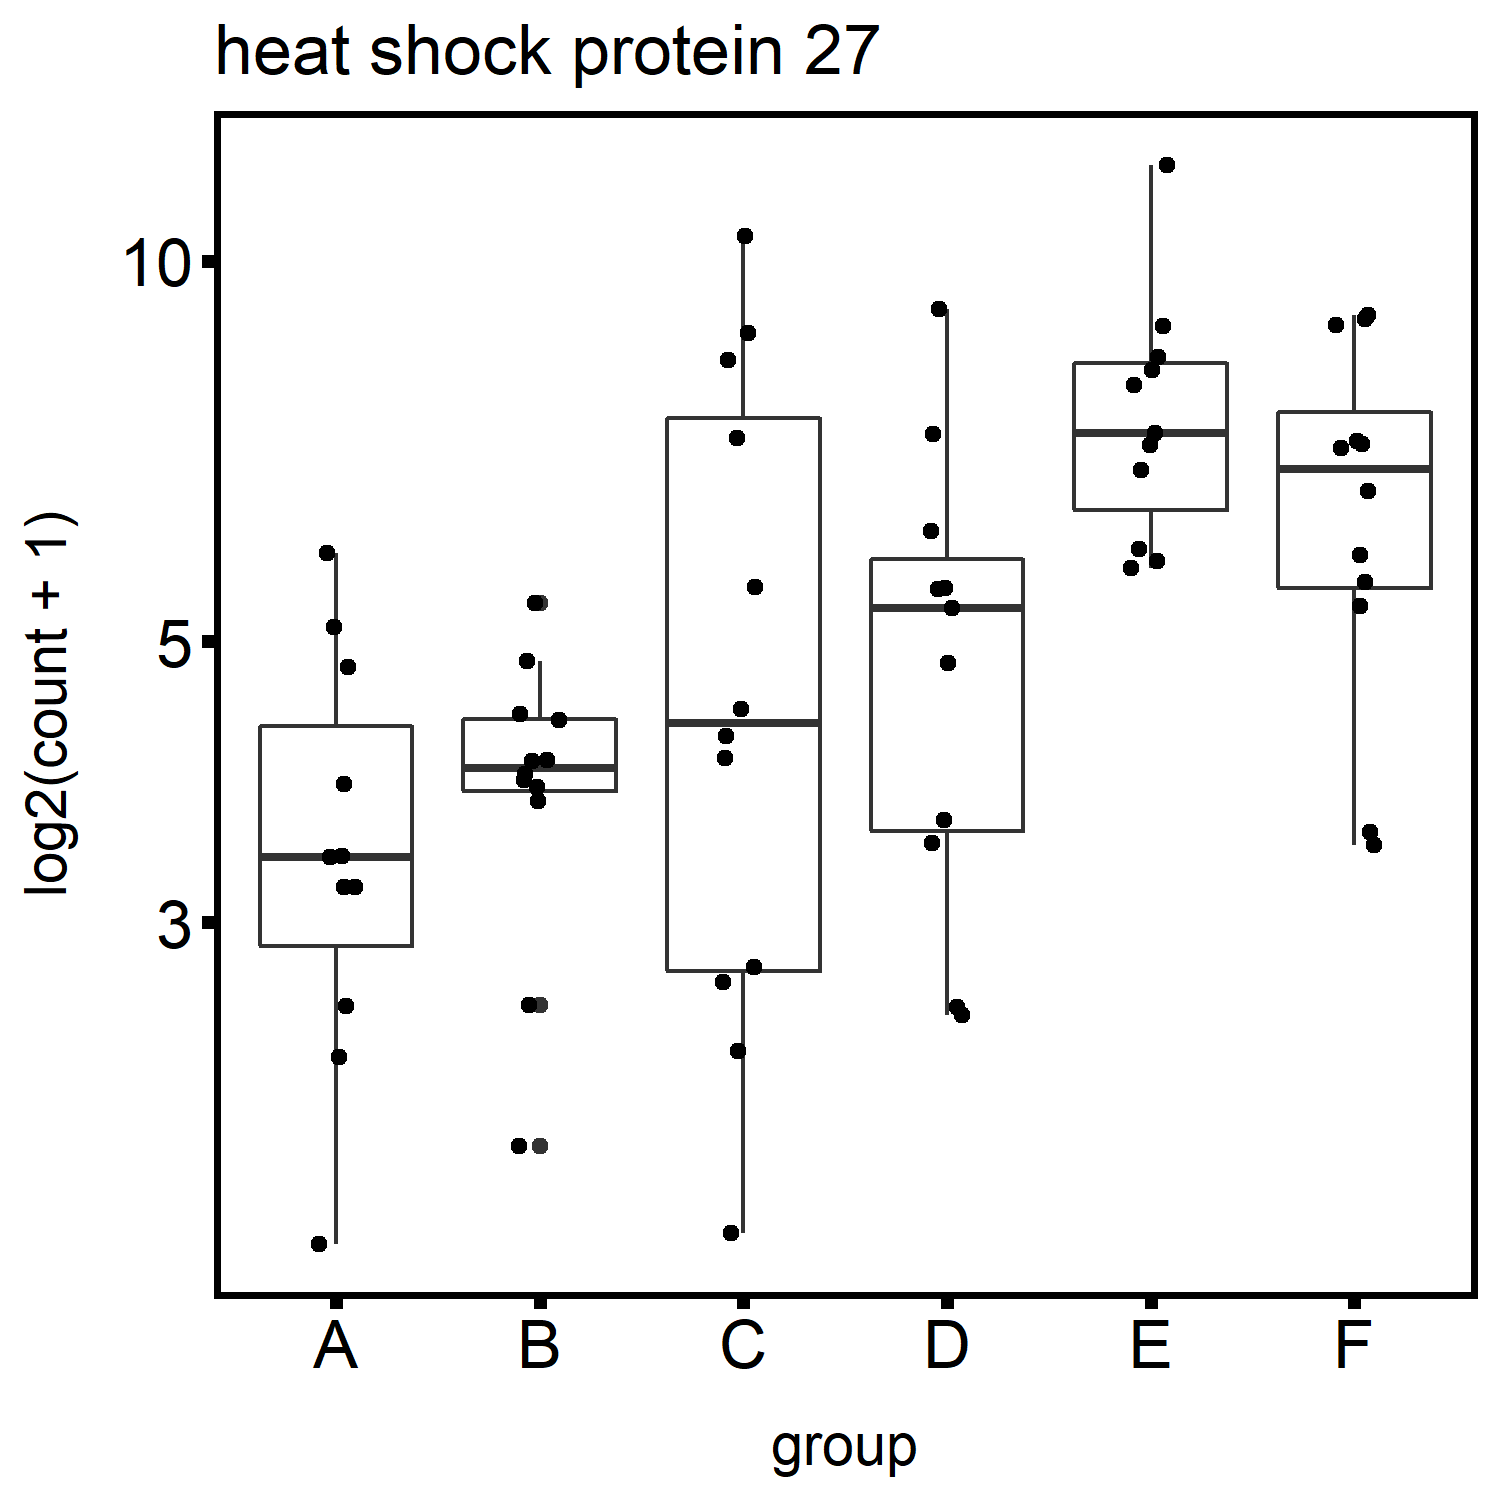 heat shock protein 27
log2(count + 1)
10
5
3
A B C D E F
group